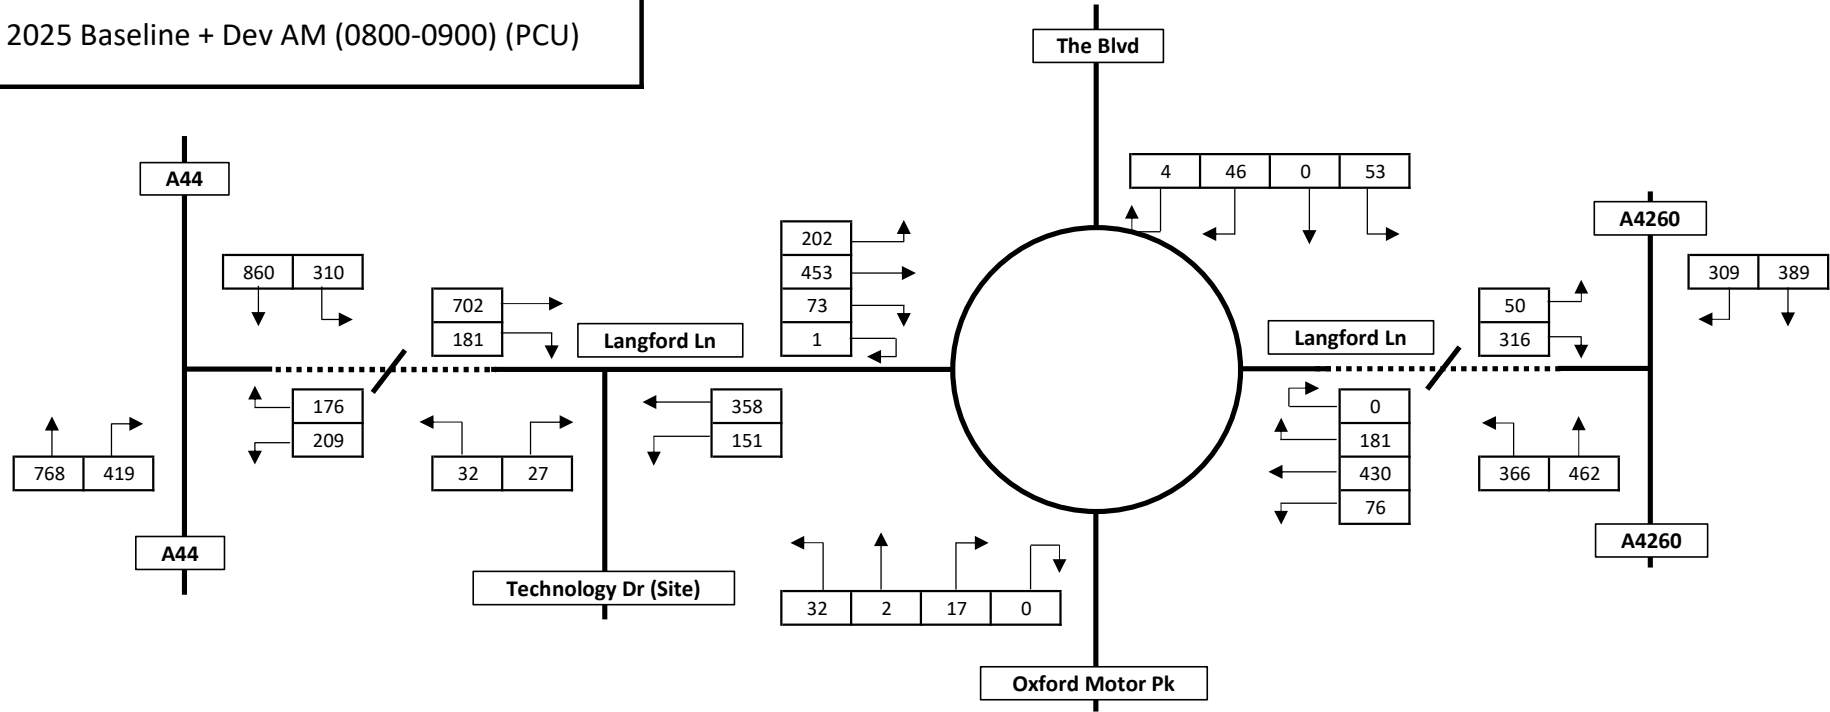 2025 Baseline + Dev AM (0800-0900) (PCU)
The Blvd
A44
4 46 0 53
A4260
202
453
73
1
860 310
309 389
702
181
Langford Ln
50
316
Langford Ln
176
209
358
151
0
181
430
76
768 419
32 27
366 462
A44
A4260
Technology Dr (Site)
32 2 17 0
Oxford Motor Pk